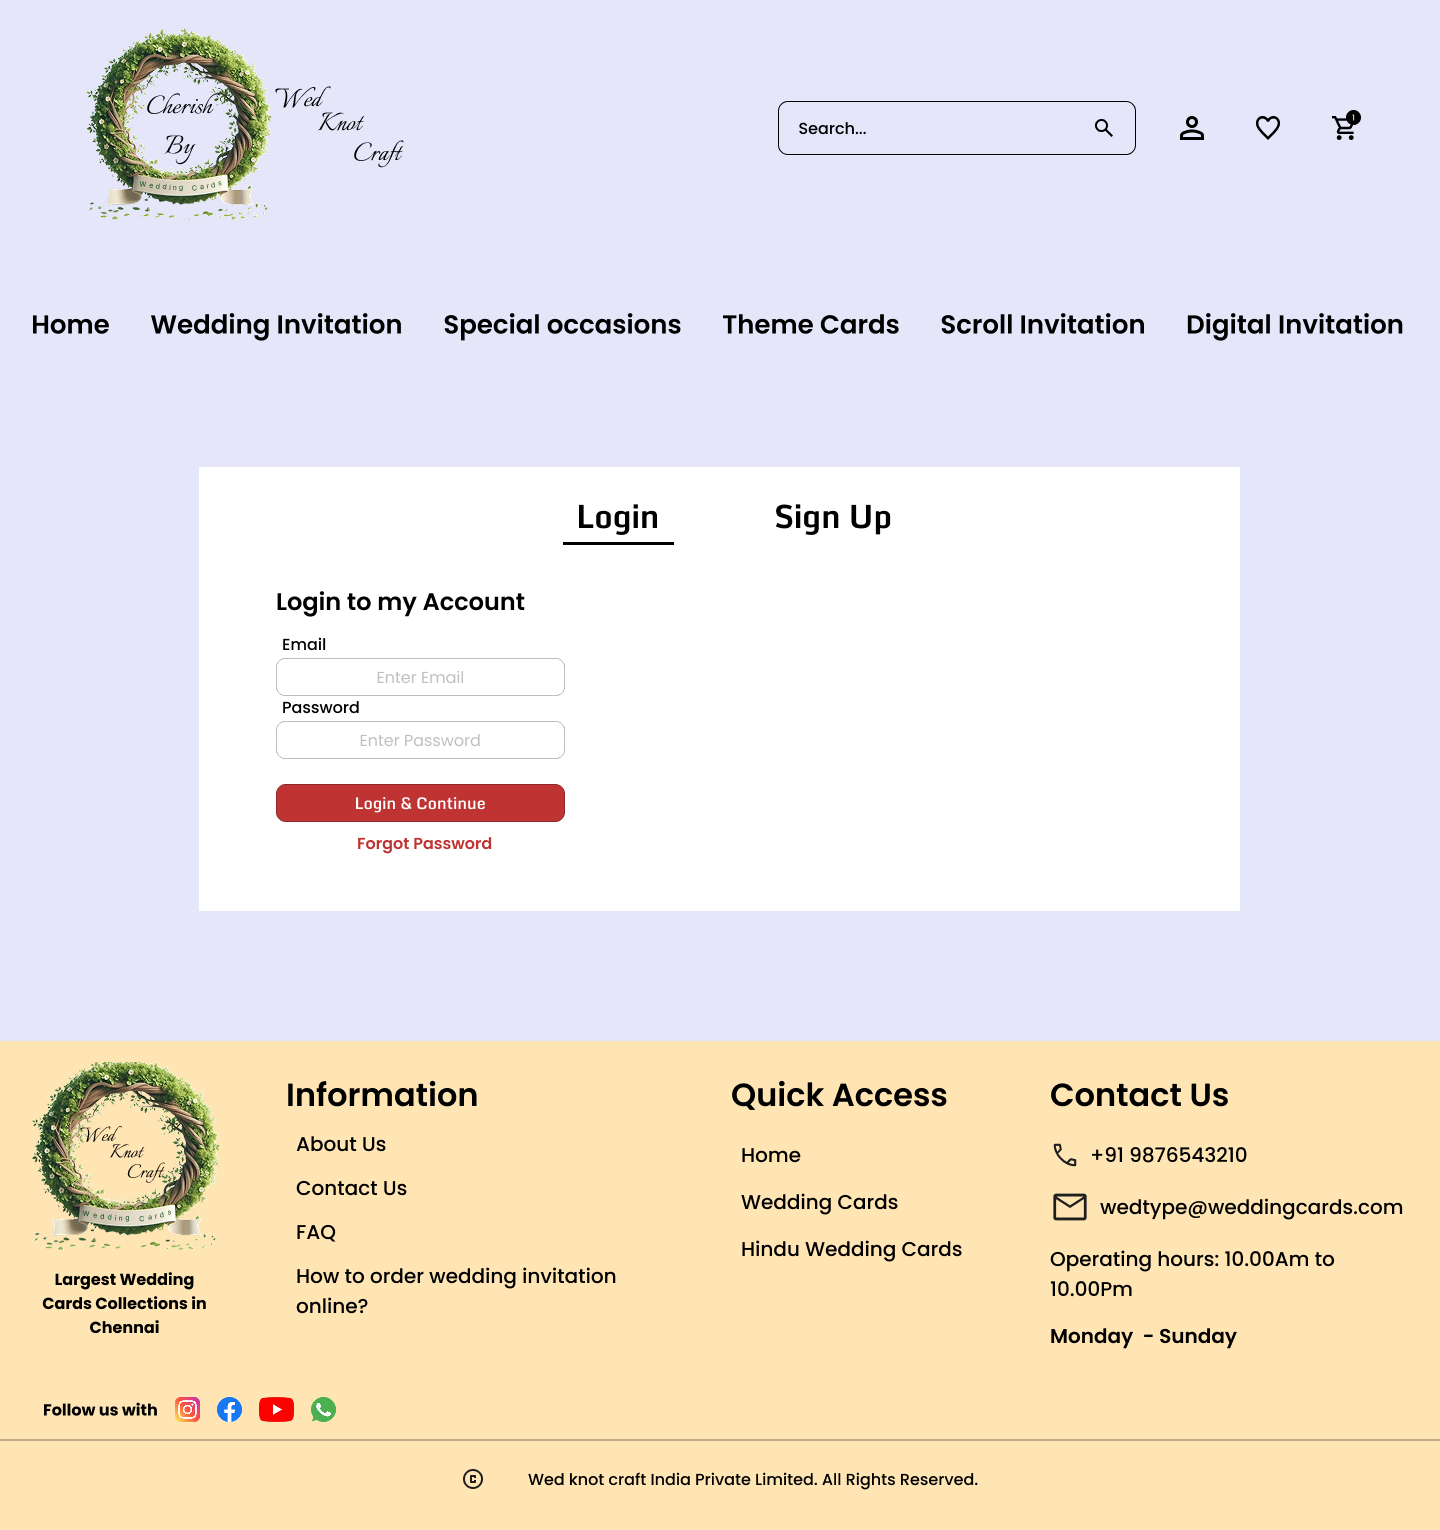 Cherish
By
Wedding Cards
Wed
Knot
Craft
Search...
1
Home Wedding Invitation Special occasions Theme Cards Scroll Invitation Digital Invitation
Login Sign Up
Login to my Account
Email
Enter Email
Password
Enter Password
Login & Continue
Forgot Password
Wed
Knot
Craft
Wedding Cards
Largest Wedding
Cards Collections in
Chennai
Information
About Us
Contact Us
FAQ
How to order wedding invitation
online?
Quick Access
Home
Wedding Cards
Hindu Wedding Cards
Contact Us
+91 9876543210
wedtype@weddingcards.com
Operating hours: 10.00Am to
10.00Pm
Monday - Sunday
Follow us with
© Wed knot craft India Private Limited. All Rights Reserved.